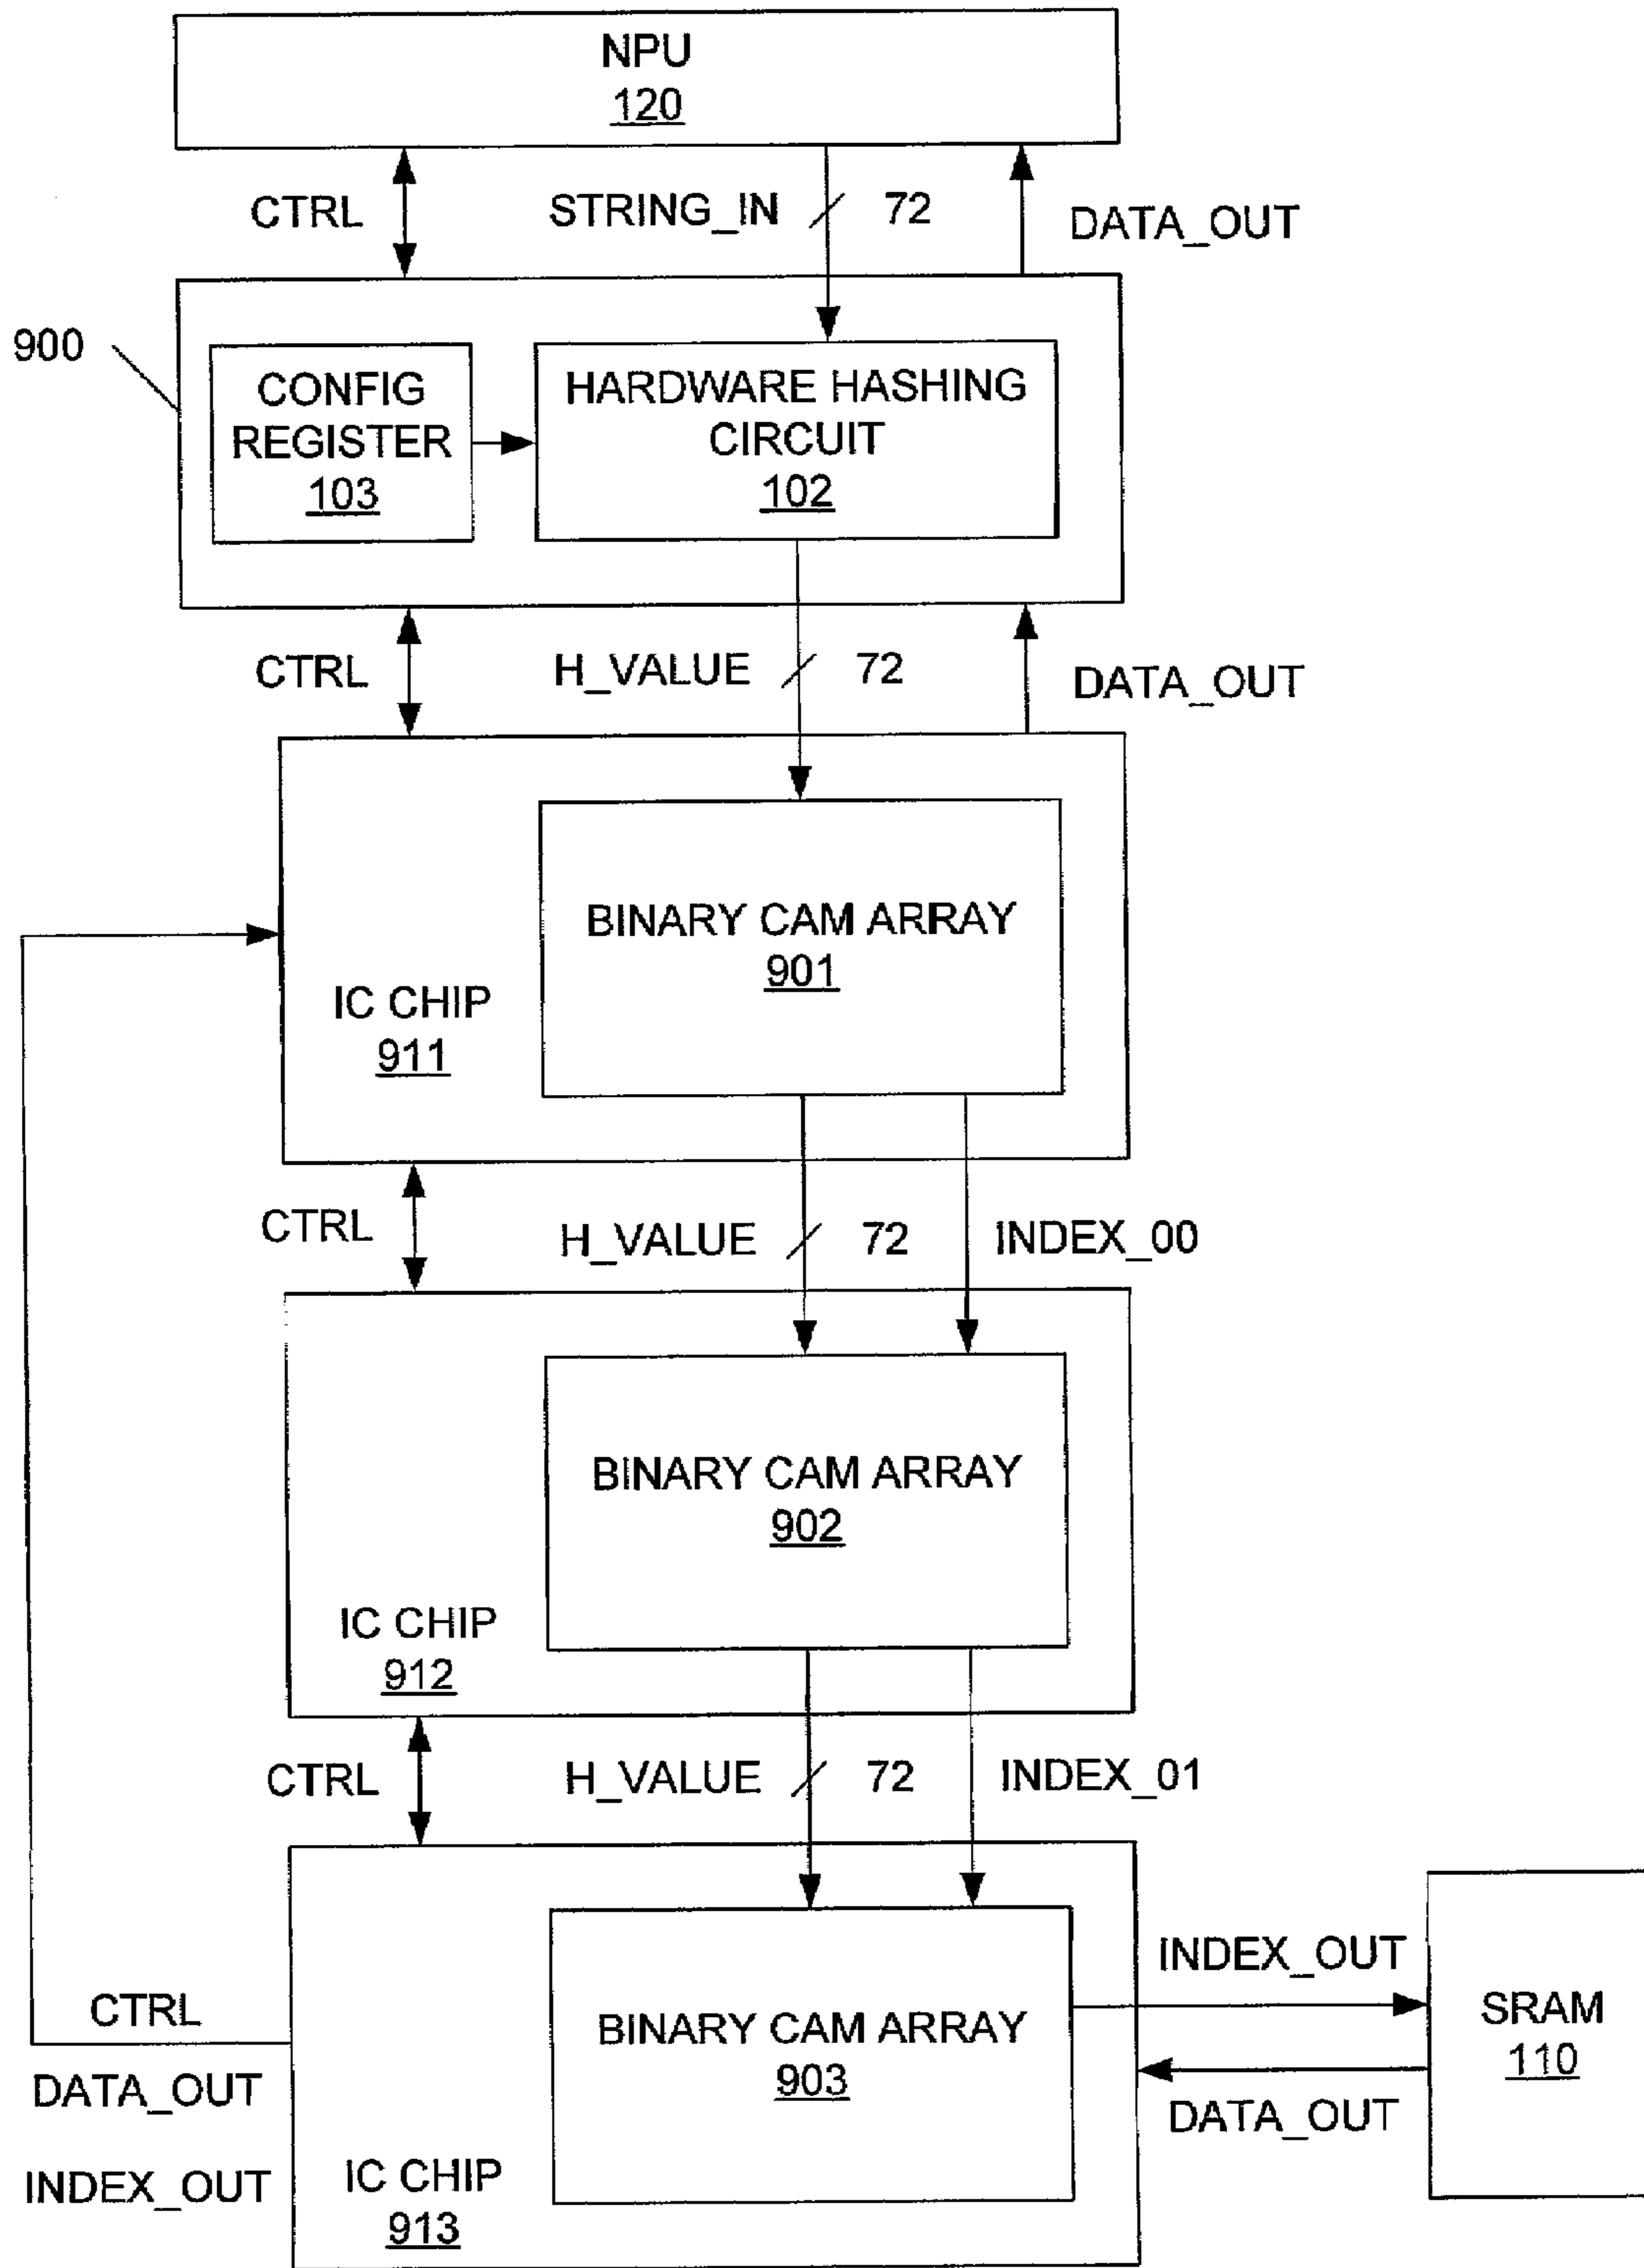 NPU
120
CTRL
STRING_IN
72
DATA_OUT
900
CONFIG
REGISTER
103
HARDWARE HASHING
CIRCUIT
102
CTRL
H_VALUE
72
DATA_OUT
BINARY CAM ARRAY
901
IC CHIP
911
CTRL
H_VALUE
72
INDEX_00
BINARY CAM ARRAY
902
IC CHIP
912
CTRL
H_VALUE
72
INDEX_01
BINARY CAM ARRAY
903
IC CHIP
913
CTRL
DATA_OUT
INDEX_OUT
INDEX_OUT
DATA_OUT
SRAM
110